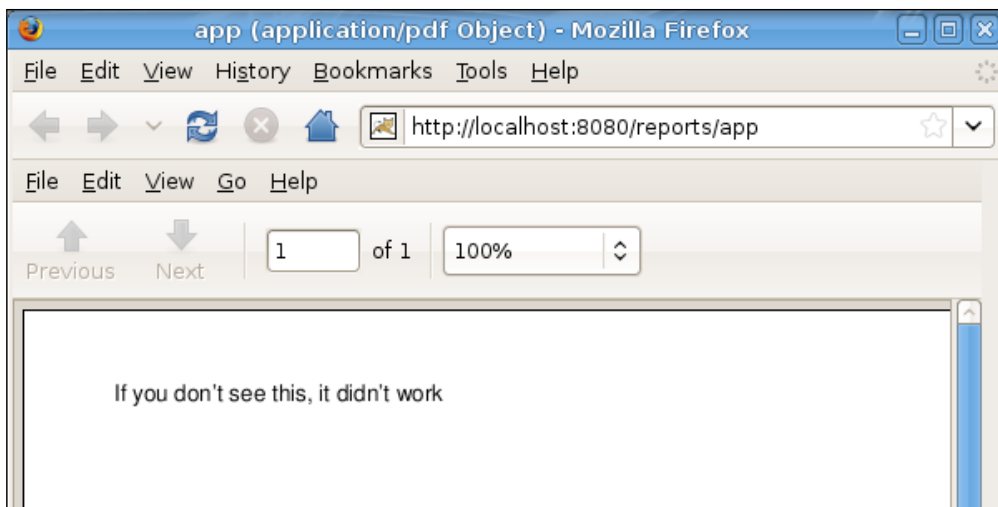 app (application/pdf Object) - Mozilla Firefox
File Edit View History Bookmarks Tools Help
http://localhost:8080/reports/app
File Edit View Go Help
Previous Next 1 of 1 100%
If you don't see this, it didn't work